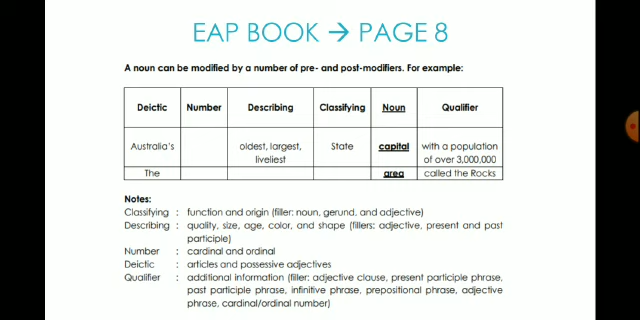 EAP BOOK → PAGE 8
A noun can be modified by a number of pre- and post-modifiers. For example:
Deictic Number Describing Classifying Noun Qualifier
Australia's oldest, largest, liveliest State capital with a population of over 3,000,000
The area called the Rocks
Notes:
Classifying : function and origin (filler: noun, gerund, and adjective)
Describing : quality, size, age, color, and shape (fillers: adjective, present and past
participle)
Number : cardinal and ordinal
Deictic : articles and possessive adjectives
Qualifier : additional information (filler: adjective clause, present participle phrase,
past participle phrase, infinitive phrase, prepositional phrase, adjective
phrase, cardinal/ordinal number)